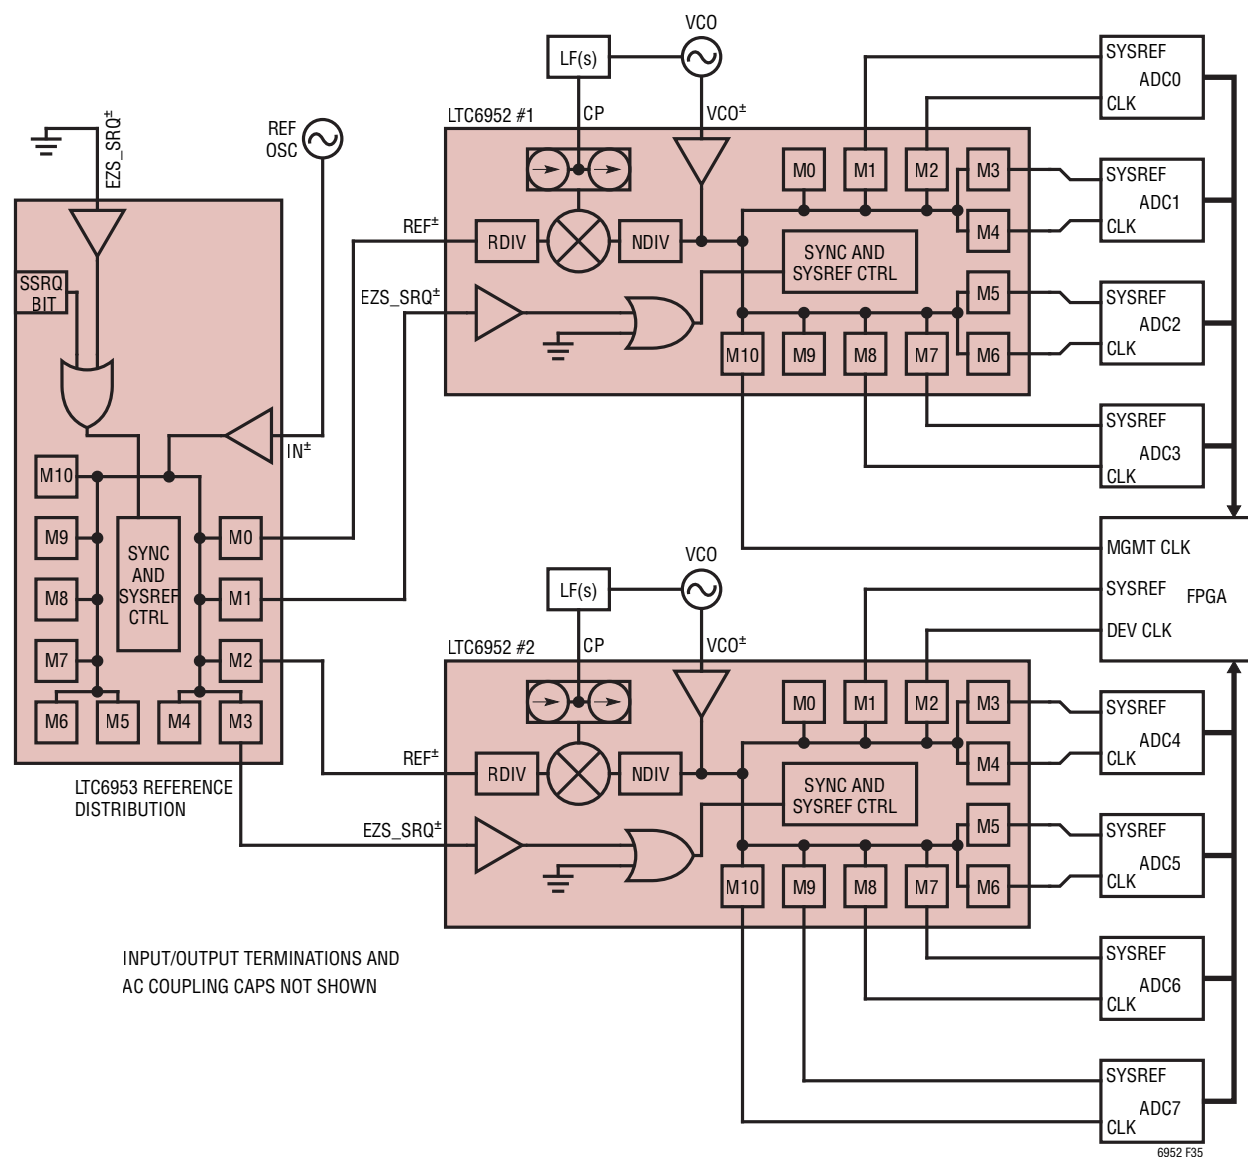 VCO
LF(s)
CP
VCO±
LTC6952 #1
M0
M1
M2
M3
M4
REF±
RDIV
NDIV
SYNC AND
SYSREF CTRL
EZS_SRQ±
M5
M6
M10
M9
M8
M7
SYSREF
ADC0
CLK
SYSREF
ADC1
CLK
SYSREF
ADC2
CLK
SYSREF
ADC3
CLK
EZS_SRQ±
REF
OSC
SSRQ
BIT
IN±
M10
M9
M8
M7
M6
M5
SYNC
AND
SYSREF
CTRL
M0
M1
M2
M4
M3
LTC6953 REFERENCE
DISTRIBUTION
MGMT CLK
SYSREF
FPGA
DEV CLK
VCO
LF(s)
CP
VCO±
LTC6952 #2
M0
M1
M2
M3
M4
REF±
RDIV
NDIV
SYNC AND
SYSREF CTRL
EZS_SRQ±
M5
M6
M10
M9
M8
M7
SYSREF
ADC4
CLK
SYSREF
ADC5
CLK
SYSREF
ADC6
CLK
SYSREF
ADC7
CLK
INPUT/OUTPUT TERMINATIONS AND
AC COUPLING CAPS NOT SHOWN
6952 F35